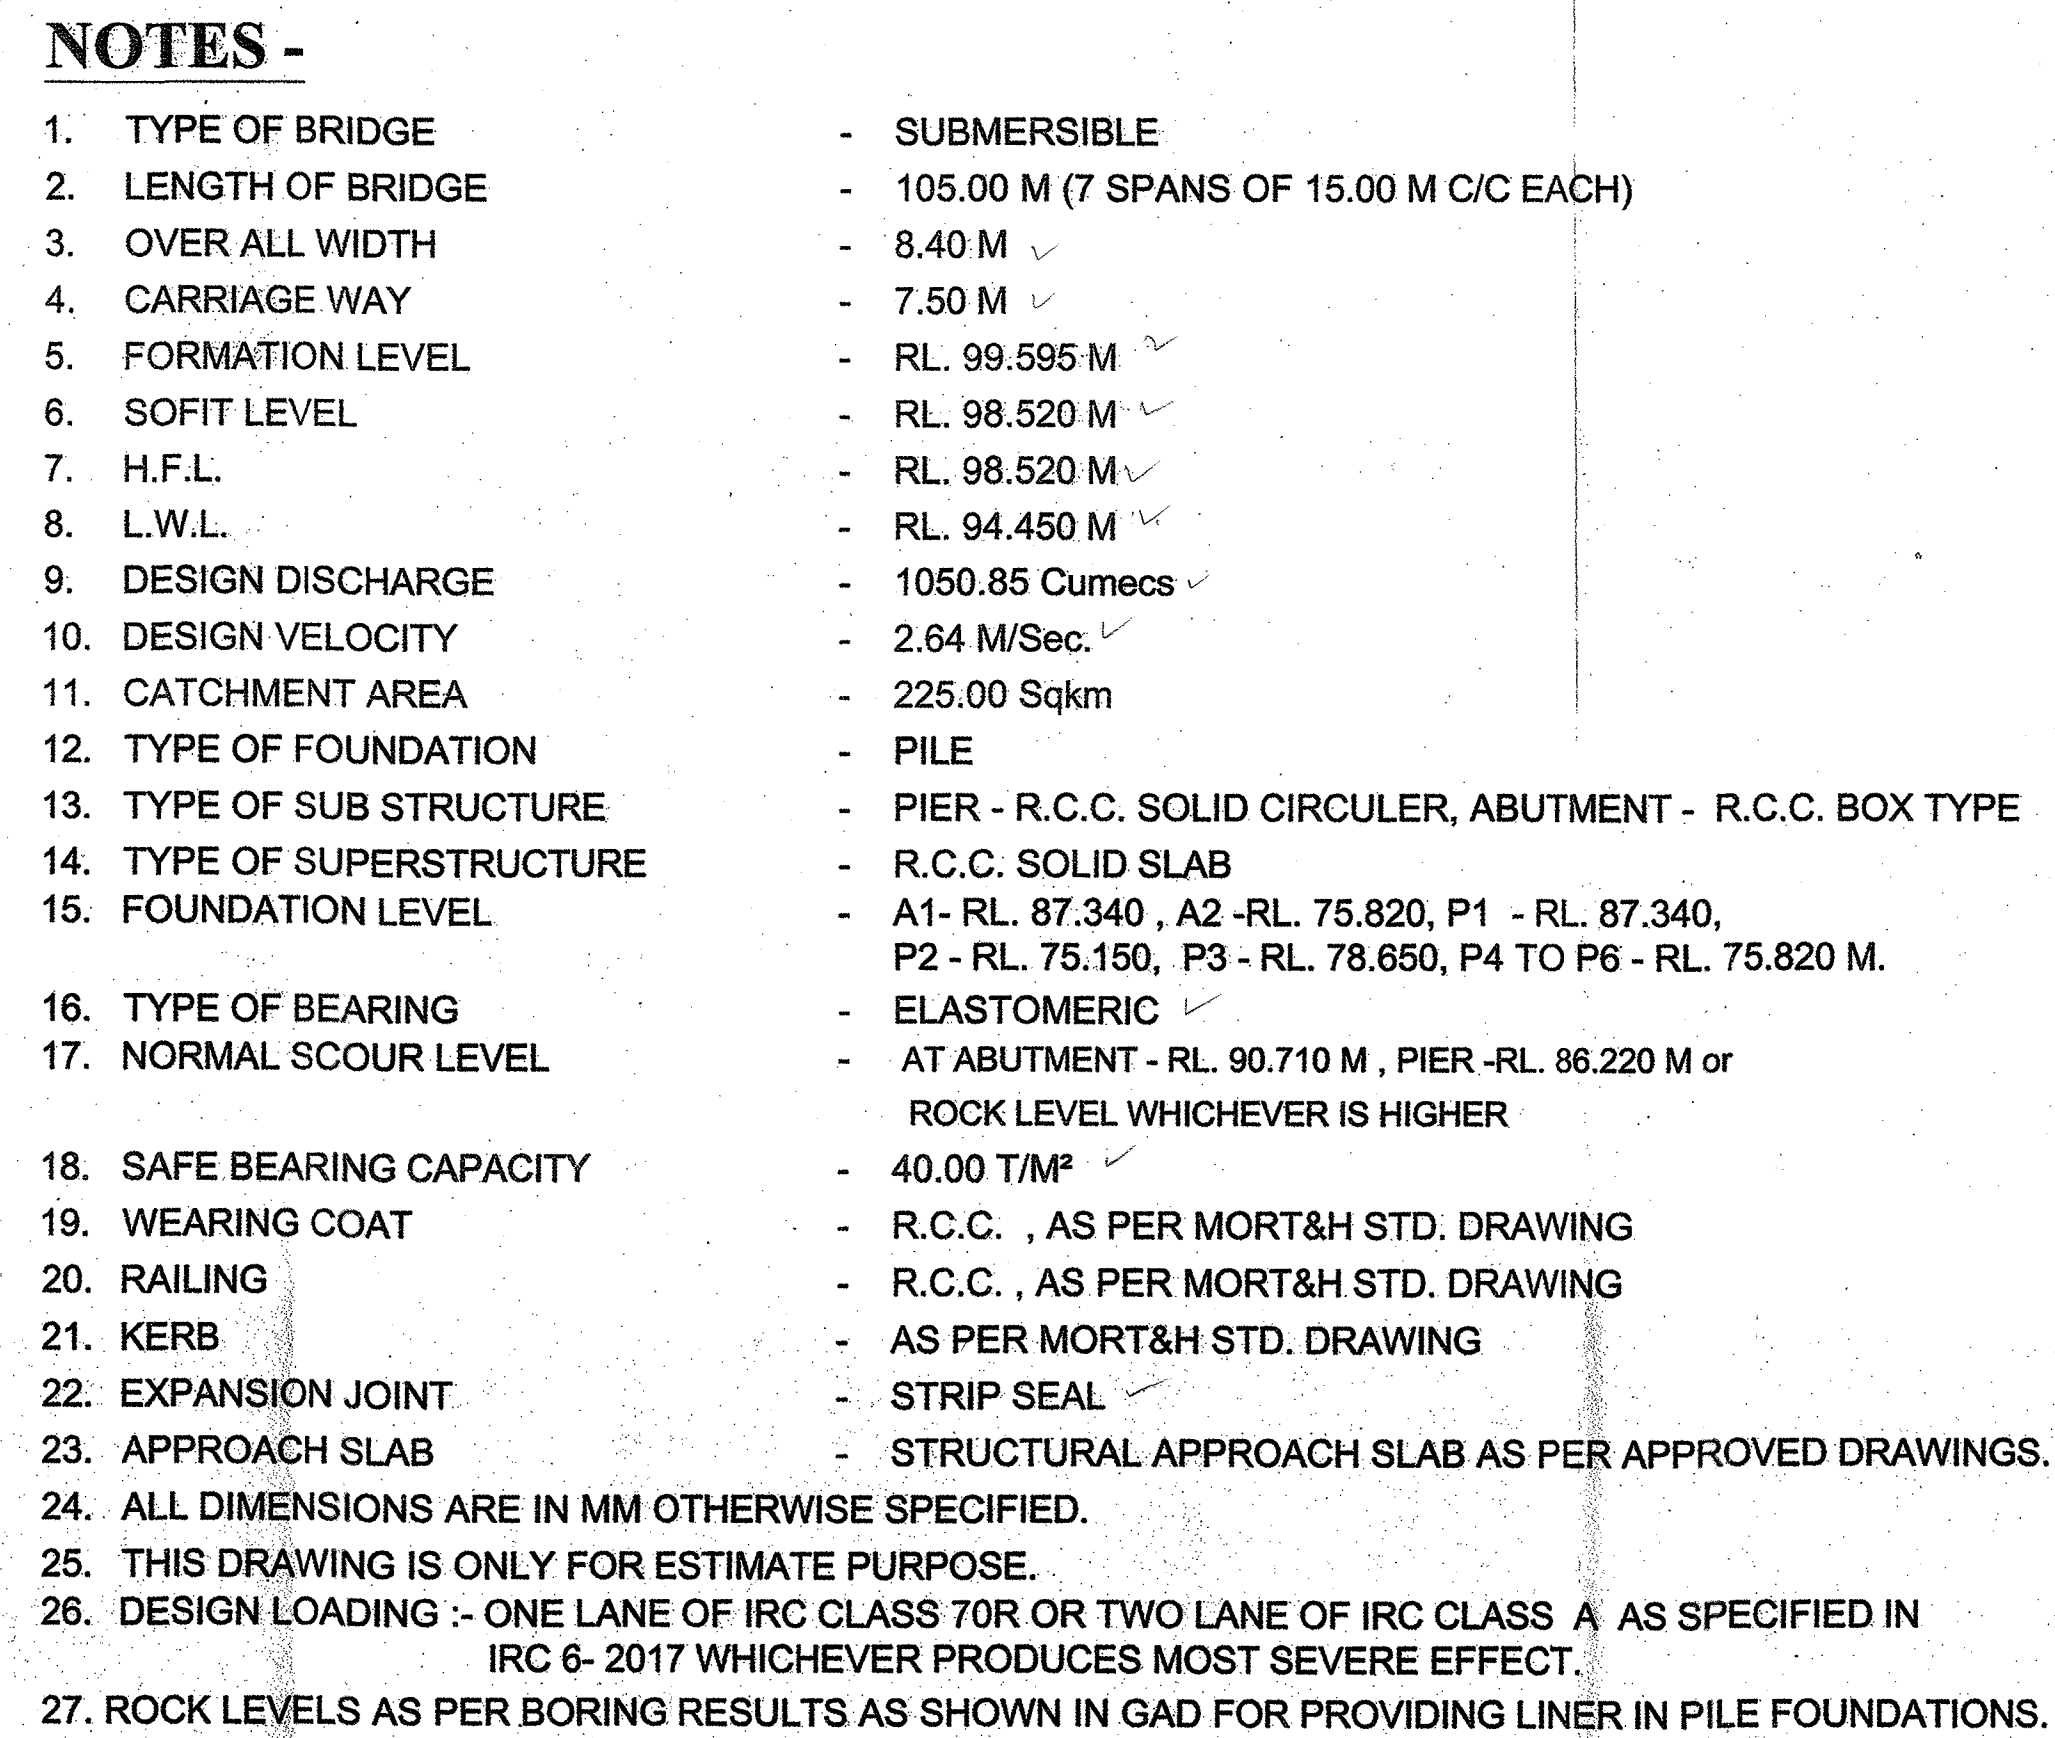 NOTES -
1. TYPE OF BRIDGE - SUBMERSIBLE
2. LENGTH OF BRIDGE - 105.00 M (7 SPANS OF 15.00 M C/C EACH)
3. OVER ALL WIDTH - 8.40 M
4. CARRIAGE WAY - 7.50 M
5. FORMATION LEVEL - RL. 99.595 M
6. SOFIT LEVEL - RL. 98.520 M
7. H.F.L. - RL. 98.520 M
8. L.W.L. - RL. 94.450 M
9. DESIGN DISCHARGE - 1050.85 Cumecs
10. DESIGN VELOCITY - 2.64 M/Sec.
11. CATCHMENT AREA - 225.00 Sqkm
12. TYPE OF FOUNDATION - PILE
13. TYPE OF SUB STRUCTURE - PIER - R.C.C. SOLID CIRCULER, ABUTMENT - R.C.C. BOX TYPE
14. TYPE OF SUPERSTRUCTURE - R.C.C. SOLID SLAB
15. FOUNDATION LEVEL - A1- RL. 87.340 , A2 -RL. 75.820, P1 - RL. 87.340,
P2 - RL. 75.150, P3 - RL. 78.650, P4 TO P6 - RL. 75.820 M.
16. TYPE OF BEARING - ELASTOMERIC
17. NORMAL SCOUR LEVEL - AT ABUTMENT - RL. 90.710 M , PIER -RL. 86.220 M or
ROCK LEVEL WHICHEVER IS HIGHER
18. SAFE BEARING CAPACITY - 40.00 T/M²
19. WEARING COAT - R.C.C. , AS PER MORT&H STD. DRAWING
20. RAILING - R.C.C. , AS PER MORT&H STD. DRAWING
21. KERB - AS PER MORT&H STD. DRAWING
22. EXPANSION JOINT - STRIP SEAL
23. APPROACH SLAB - STRUCTURAL APPROACH SLAB AS PER APPROVED DRAWINGS.
24. ALL DIMENSIONS ARE IN MM OTHERWISE SPECIFIED.
25. THIS DRAWING IS ONLY FOR ESTIMATE PURPOSE.
26. DESIGN LOADING :- ONE LANE OF IRC CLASS 70R OR TWO LANE OF IRC CLASS A AS SPECIFIED IN
IRC 6- 2017 WHICHEVER PRODUCES MOST SEVERE EFFECT.
27. ROCK LEVELS AS PER BORING RESULTS AS SHOWN IN GAD FOR PROVIDING LINER IN PILE FOUNDATIONS.